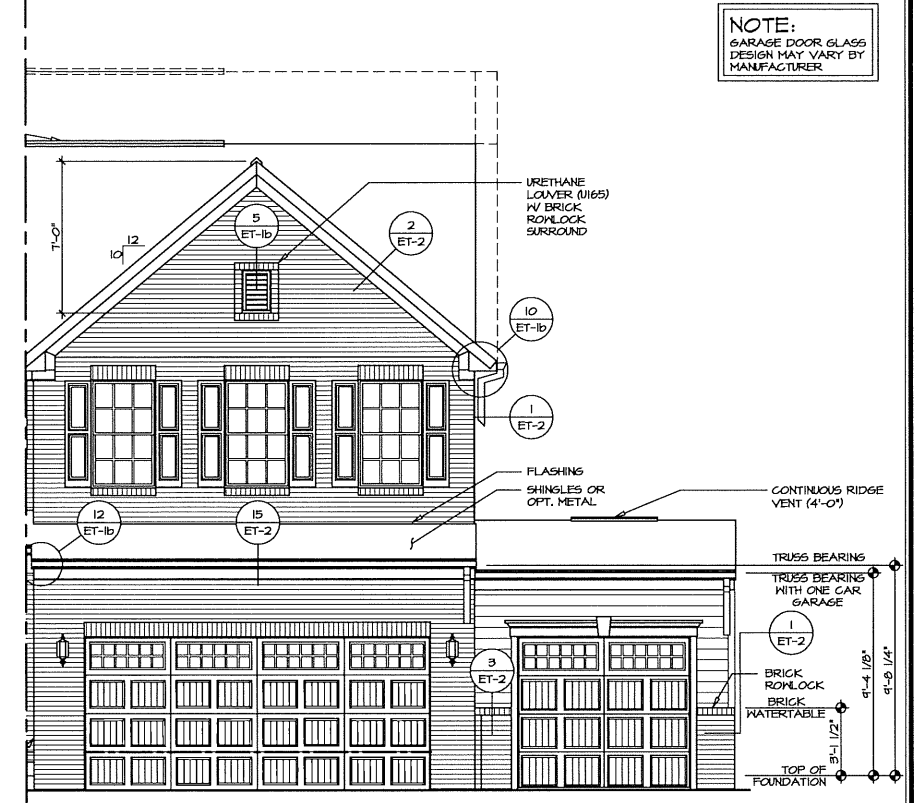 NOTE:
GARAGE DOOR GLASS
DESIGN MAY VARY BY
MANUFACTURER
URETHANE
LOUVER (U165)
W/ BRICK
ROWLOCK
SURROUND
5
ET-1b
2
ET-2
7'-0"
12
10
10
ET-1b
1
ET-2
FLASHING
SHINGLES OR
OPT. METAL
CONTINUOUS RIDGE
VENT (4'-0")
12
ET-1b
15
ET-2
TRUSS BEARING
TRUSS BEARING
WITH ONE CAR
GARAGE
1
ET-2
3
ET-2
BRICK
ROWLOCK
BRICK
WATERTABLE
3'-1 1/2"
9'-4 1/8"
9'-8 1/4"
TOP OF
FOUNDATION